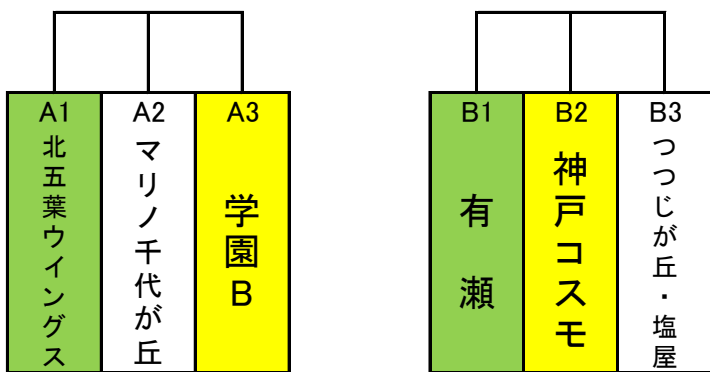 A1
北五葉ウイングス
A2
マリノ千代が丘
A3
学園B
B1
有瀬
B2
神戸コスモ
B3
つつじが丘・塩屋